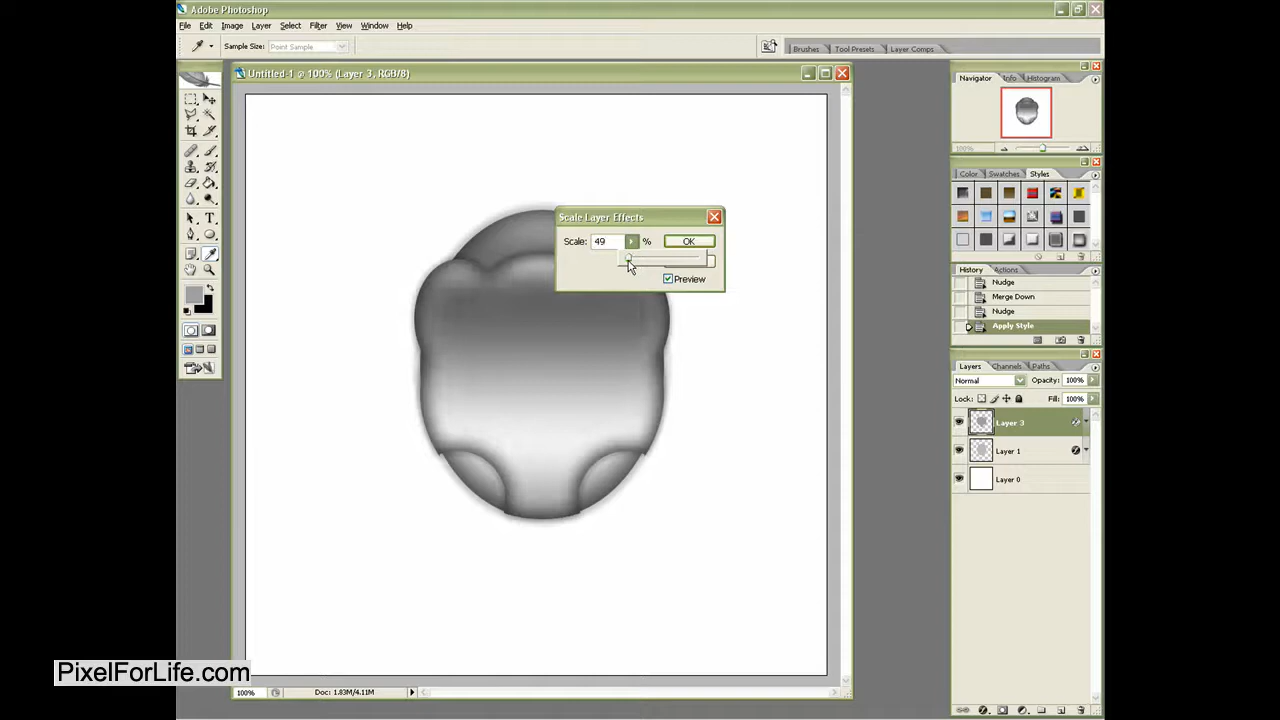 Adobe Photoshop
File Edit Image Layer Select Filter View Window Help
Sample Size: Point Sample
Brushes Tool Presets Layer Comps
Untitled-1 @ 100% (Layer 3, RGB/8)
Navigator Info Histogram
100%
Color Swatches Styles
Scale Layer Effects
Scale: 49 % OK
Preview
History Actions
Nudge
Merge Down
Nudge
Apply Style
Layers Channels Paths
Normal Opacity: 100%
Lock: Fill: 100%
Layer 3
Layer 1
Layer 0
T
PixelForLife.com
100% Doc: 1.83M/4.11M